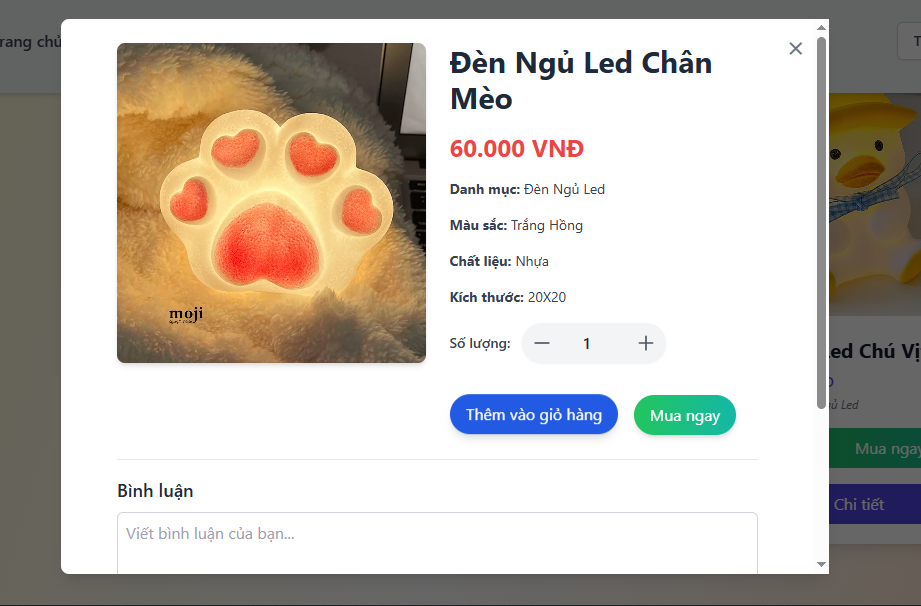 rang chủ
T
Đèn Ngủ Led Chân
Mèo
60.000 VNĐ
Danh mục: Đèn Ngủ Led
Màu sắc: Trắng Hồng
Chất liệu: Nhựa
Kích thước: 20X20
Số lượng:
1
Thêm vào giỏ hàng
Mua ngay
moji
Bình luận
Viết bình luận của bạn...
Led Chú Vị
Đ
gủ Led
Mua ngay
Chi tiết